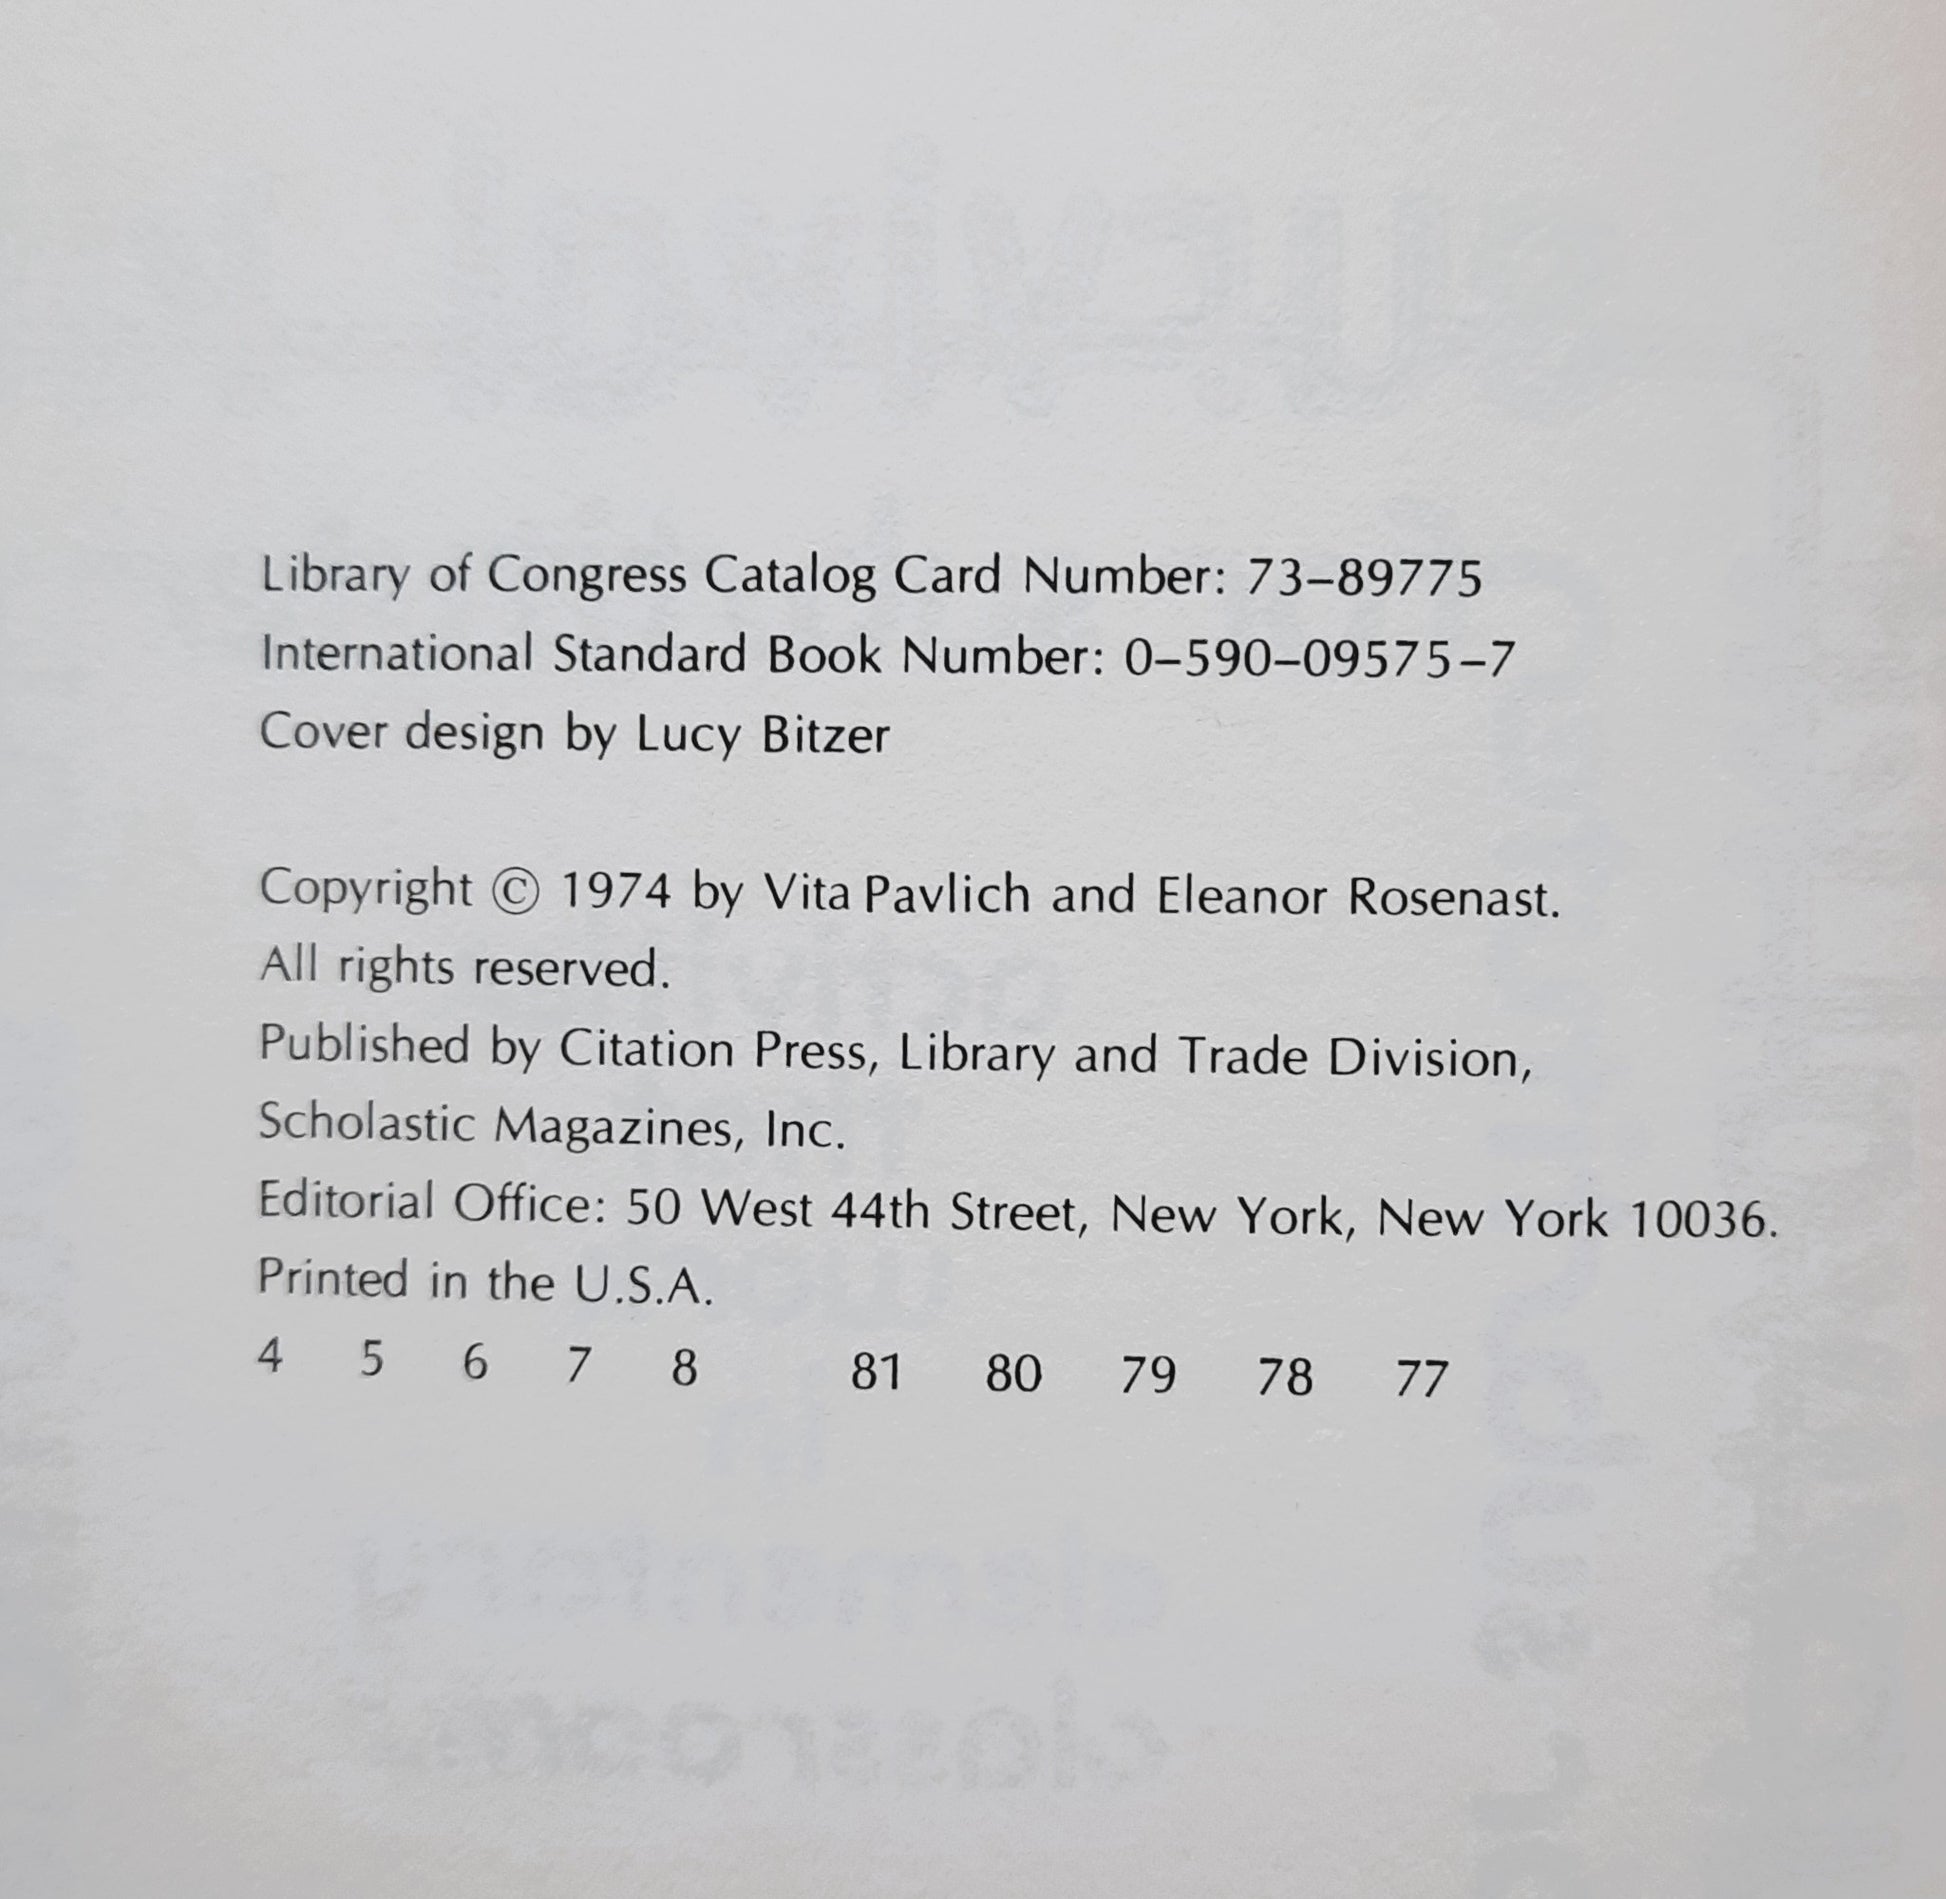 Library of Congress Catalog Card Number: 73–89775
International Standard Book Number: 0–590–09575–7
Cover design by Lucy Bitzer
Copyright © 1974 by Vita Pavlich and Eleanor Rosenast.
All rights reserved.
Published by Citation Press, Library and Trade Division,
Scholastic Magazines, Inc.
Editorial Office: 50 West 44th Street, New York, New York 10036.
Printed in the U.S.A.
4 5 6 7 8 81 80 79 78 77